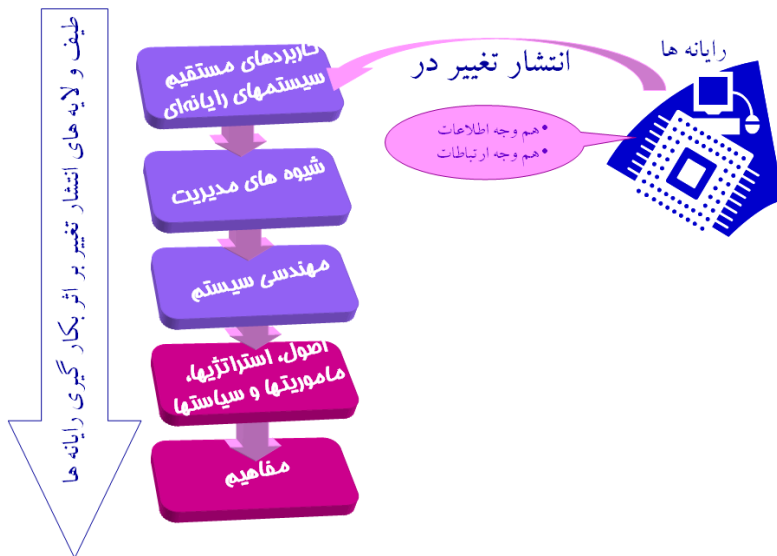 رایانه ها
انتشار تغییر در
• هم وجه اطلاعات
• هم وجه ارتباطات
کاربردهای مستقیم
سیستمهای رایانه‌ای
شیوه های مدیریت
مهندسی سیستم
اصول، استراتژیها،
ماموریتها و سیاستها
مفاهیم
طیف و لایه های انتشار تغییر بر اثر بکار گیری رایانه ها